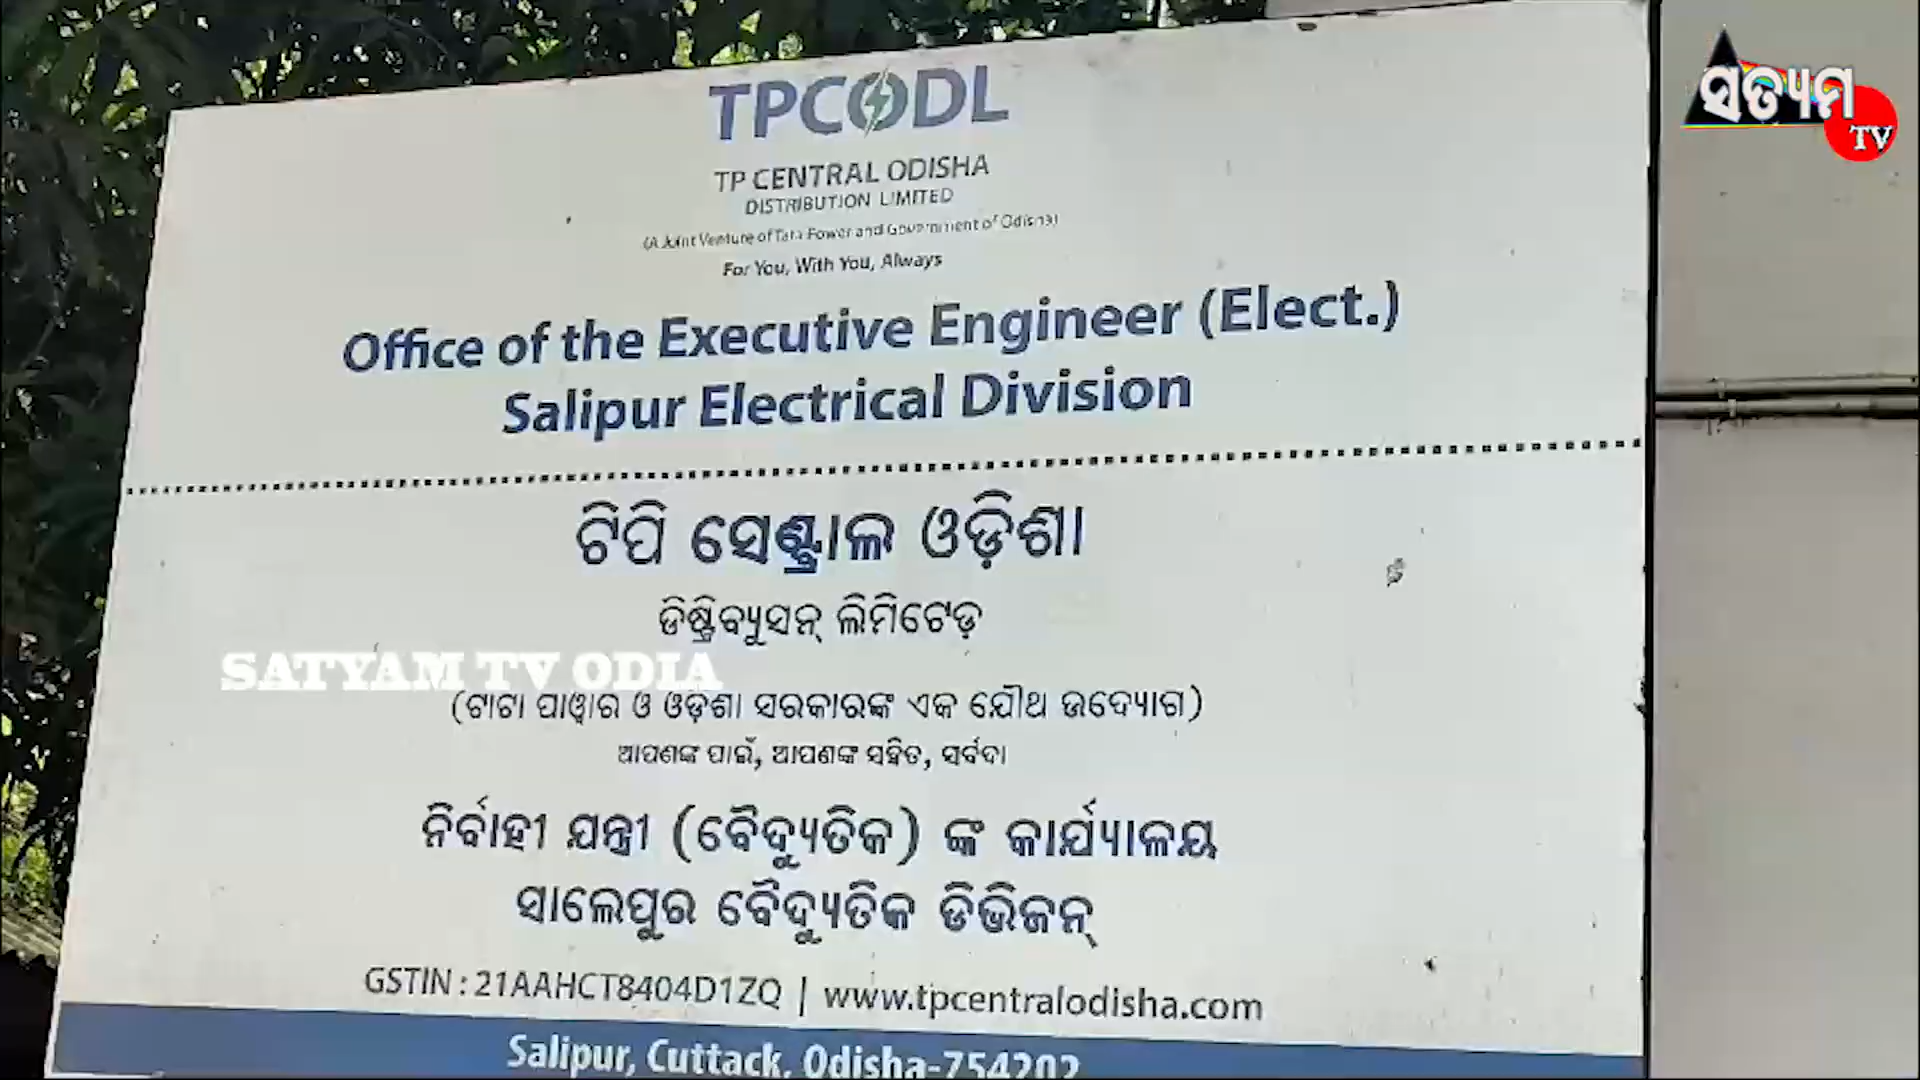 TPCODL
TP CENTRAL ODISHA
DISTRIBUTION LIMITED
(A Joint Venture of Tata Power and Government of Odisha)
For You, With You, Always
Office of the Executive Engineer (Elect.)
Salipur Electrical Division
ଟିପି ସେଣ୍ଟ୍ରାଲ ଓଡ଼ିଶା
ଡିଷ୍ଟ୍ରିବ୍ୟୁସନ୍ ଲିମିଟେଡ଼
(ଟାଟା ପାୱାର ଓ ଓଡ଼ିଶା ସରକାରଙ୍କ ଏକ ଯୌଥ ଉଦ୍ୟୋଗ)
ଆପଣଙ୍କ ପାଇଁ, ଆପଣଙ୍କ ସହିତ, ସର୍ବଦା
ନିର୍ବାହୀ ଯନ୍ତ୍ରୀ (ବୈଦ୍ୟୁତିକ) ଙ୍କ କାର୍ଯ୍ୟାଳୟ
ସାଲେପୁର ବୈଦ୍ୟୁତିକ ଡିଭିଜନ୍
GSTIN : 21AAHCT8404D1ZQ | www.tpcentralodisha.com
Salipur, Cuttack, Odisha-754202
SATYAM TV ODIA
ସତ୍ୟମ
TV